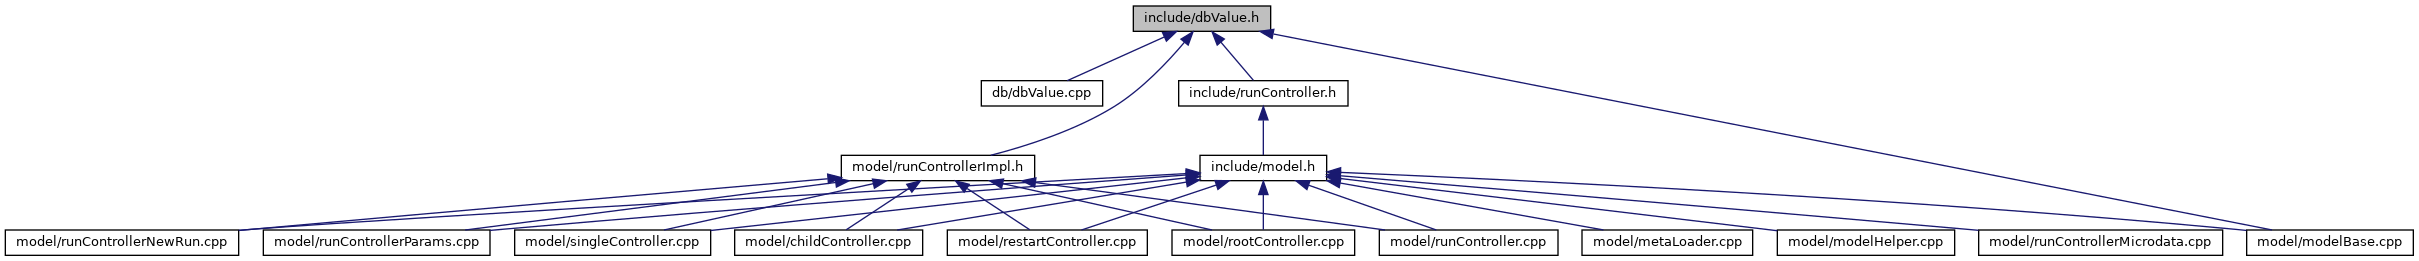 include/dbValue.h
db/dbValue.cpp
include/runController.h
model/runControllerImpl.h
include/model.h
model/runControllerNewRun.cpp
model/runControllerParams.cpp
model/singleController.cpp
model/childController.cpp
model/restartController.cpp
model/rootController.cpp
model/runController.cpp
model/metaLoader.cpp
model/modelHelper.cpp
model/runControllerMicrodata.cpp
model/modelBase.cpp